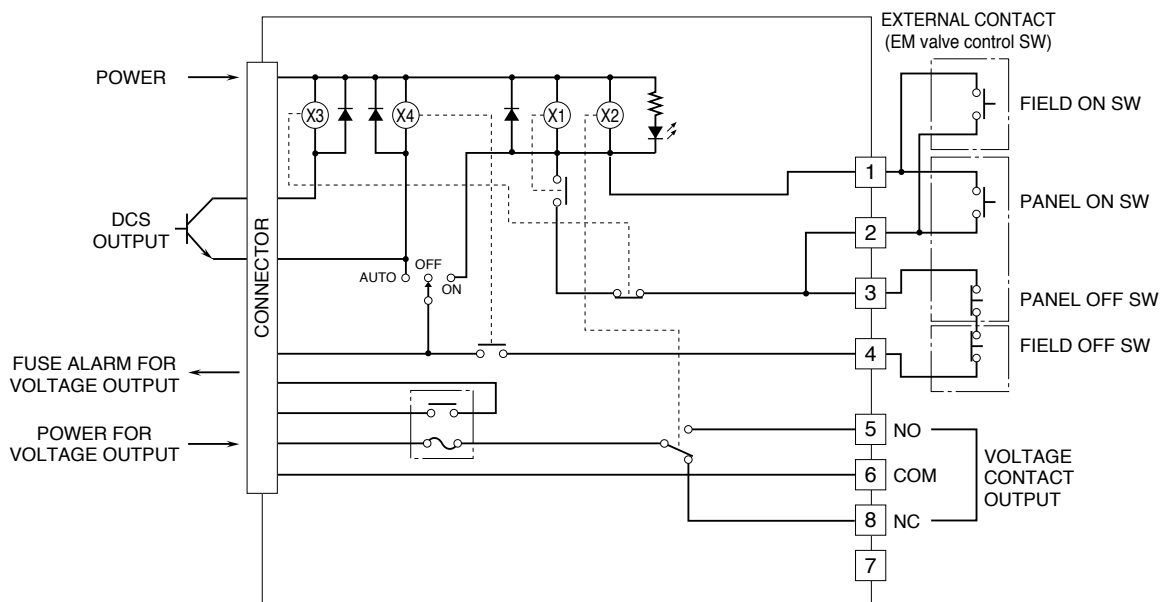 EXTERNAL CONTACT
(EM valve control SW)
POWER
FIELD ON SW
X3
X4
X1
X2
1
PANEL ON SW
DCS
OUTPUT
2
CONNECTOR
AUTO
OFF
ON
3
PANEL OFF SW
4
FIELD OFF SW
FUSE ALARM FOR
VOLTAGE OUTPUT
POWER FOR
VOLTAGE OUTPUT
5 NO
6 COM
8 NC
VOLTAGE
CONTACT
OUTPUT
7